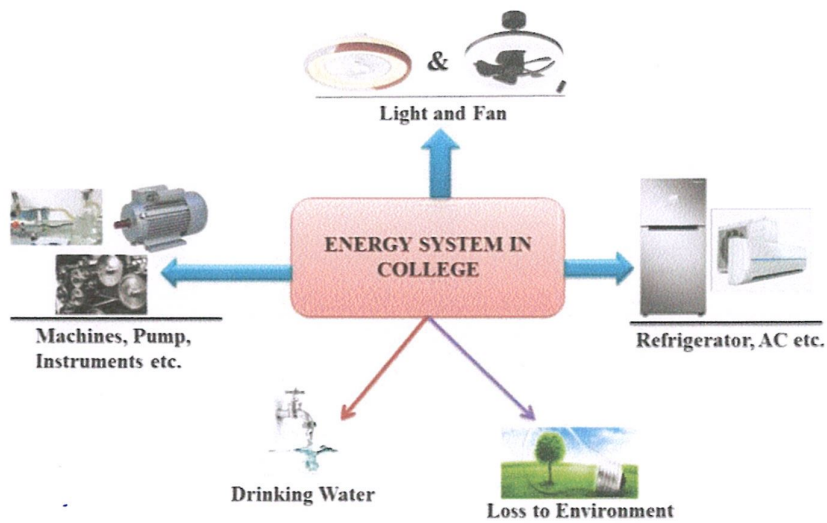 &
Light and Fan
ENERGY SYSTEM IN
COLLEGE
Machines, Pump,
Instruments etc.
Refrigerator, AC etc.
Drinking Water
Loss to Environment